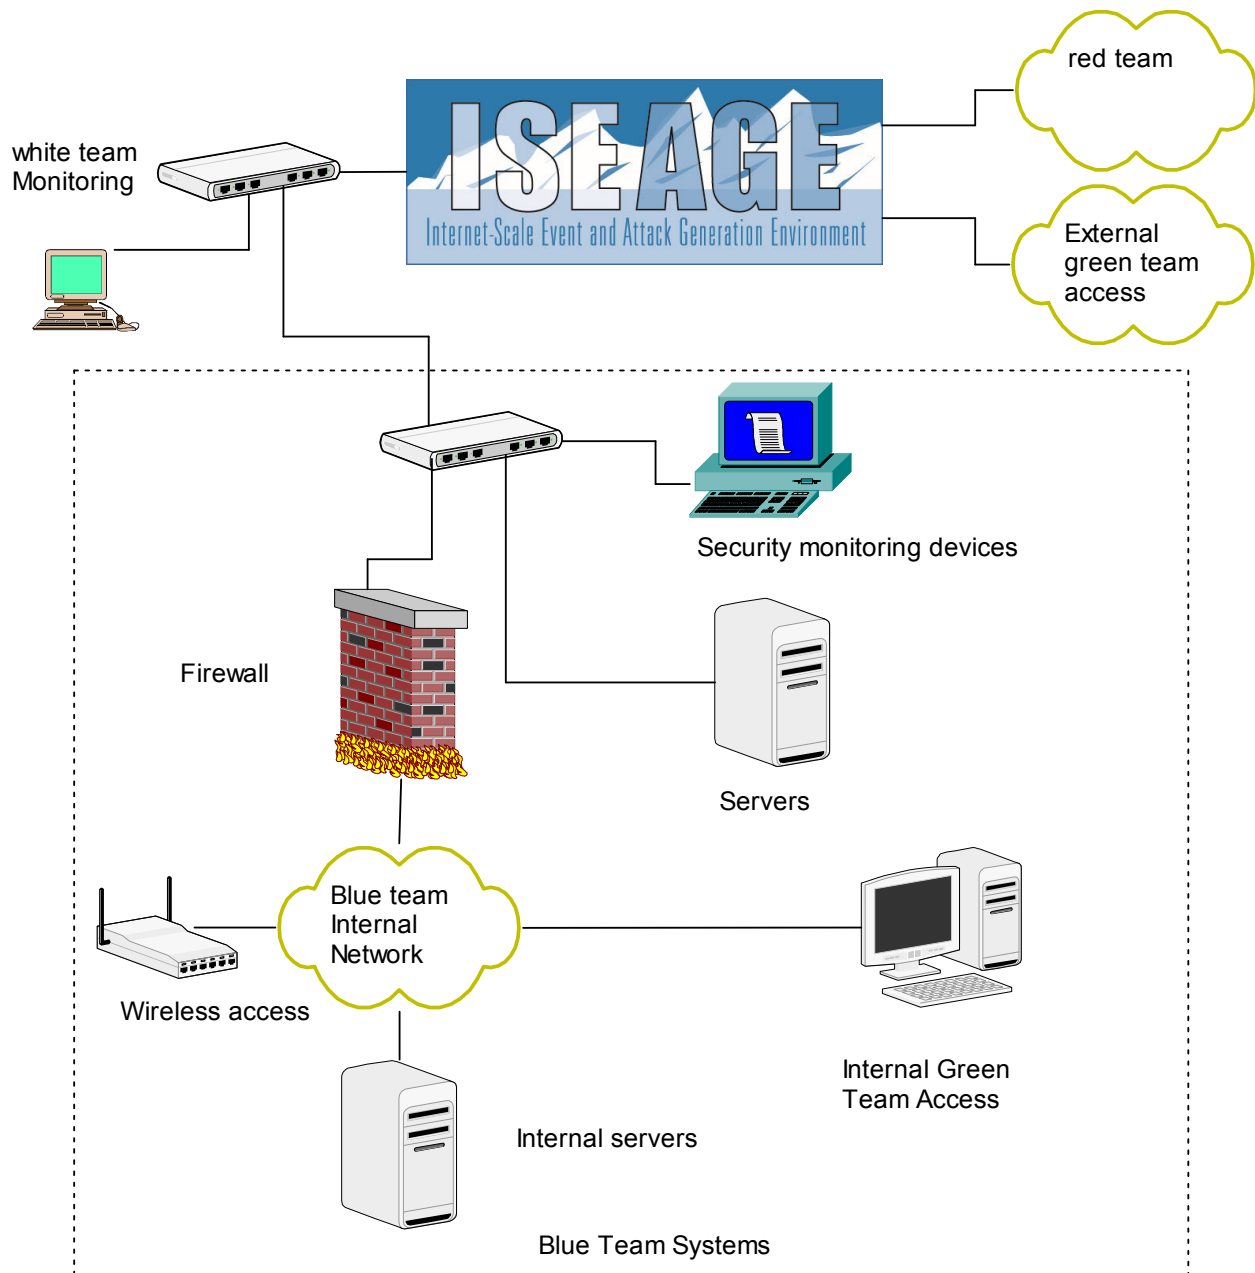 red team
white team
Monitoring
ISEAGE
Internet-Scale Event and Attack Generation Environment
External
green team
access
Security monitoring devices
Firewall
Servers
Blue team
Internal
Network
Wireless access
Internal Green
Team Access
Internal servers
Blue Team Systems